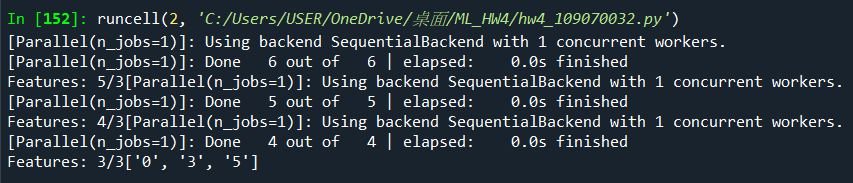 In [152]: runcell(2, 'C:/Users/USER/OneDrive/桌面/ML_HW4/hw4_109070032.py')
[Parallel(n_jobs=1)]: Using backend SequentialBackend with 1 concurrent workers.
[Parallel(n_jobs=1)]: Done   6 out of   6 | elapsed:    0.0s finished
Features: 5/3[Parallel(n_jobs=1)]: Using backend SequentialBackend with 1 concurrent workers.
[Parallel(n_jobs=1)]: Done   5 out of   5 | elapsed:    0.0s finished
Features: 4/3[Parallel(n_jobs=1)]: Using backend SequentialBackend with 1 concurrent workers.
[Parallel(n_jobs=1)]: Done   4 out of   4 | elapsed:    0.0s finished
Features: 3/3['0', '3', '5']